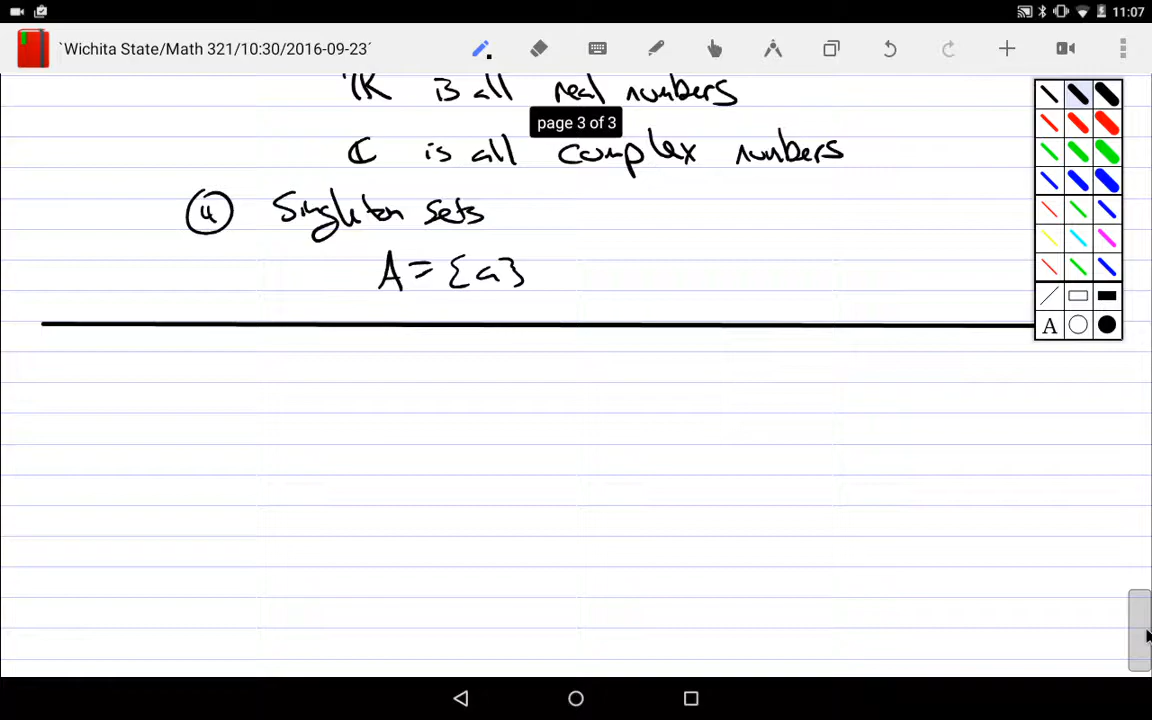 11:07
`Wichita State/Math 321/10:30/2016-09-23´
ℝ is all real numbers
page 3 of 3
ℂ is all complex numbers
④ Singleton sets
A = {a}
A